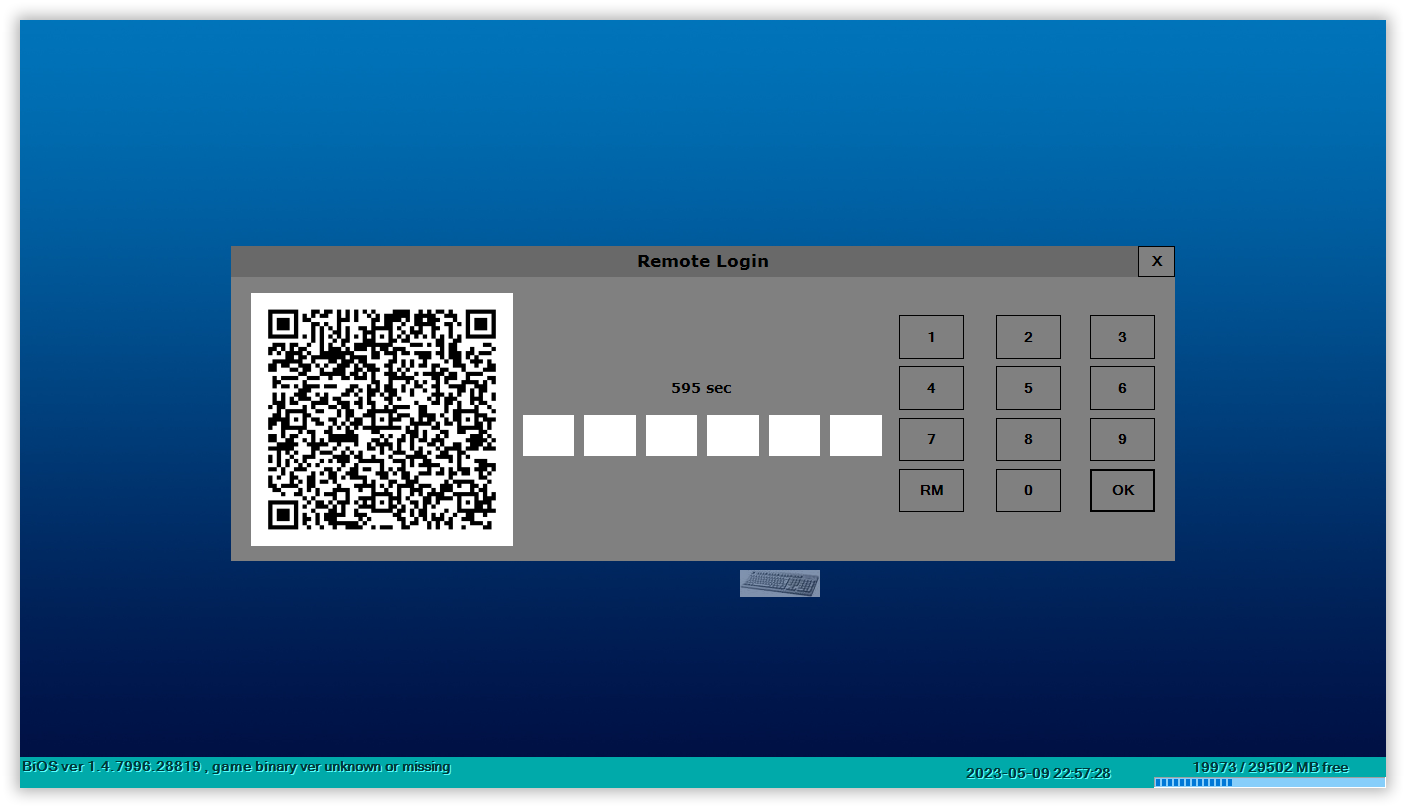 Remote Login
X
595 sec
1 2 3
4 5 6
7 8 9
RM 0 OK
BiOS ver 1.4.7996.28819 , game binary ver unknown or missing
2023-05-09 22:57:28
19973 / 29502 MB free